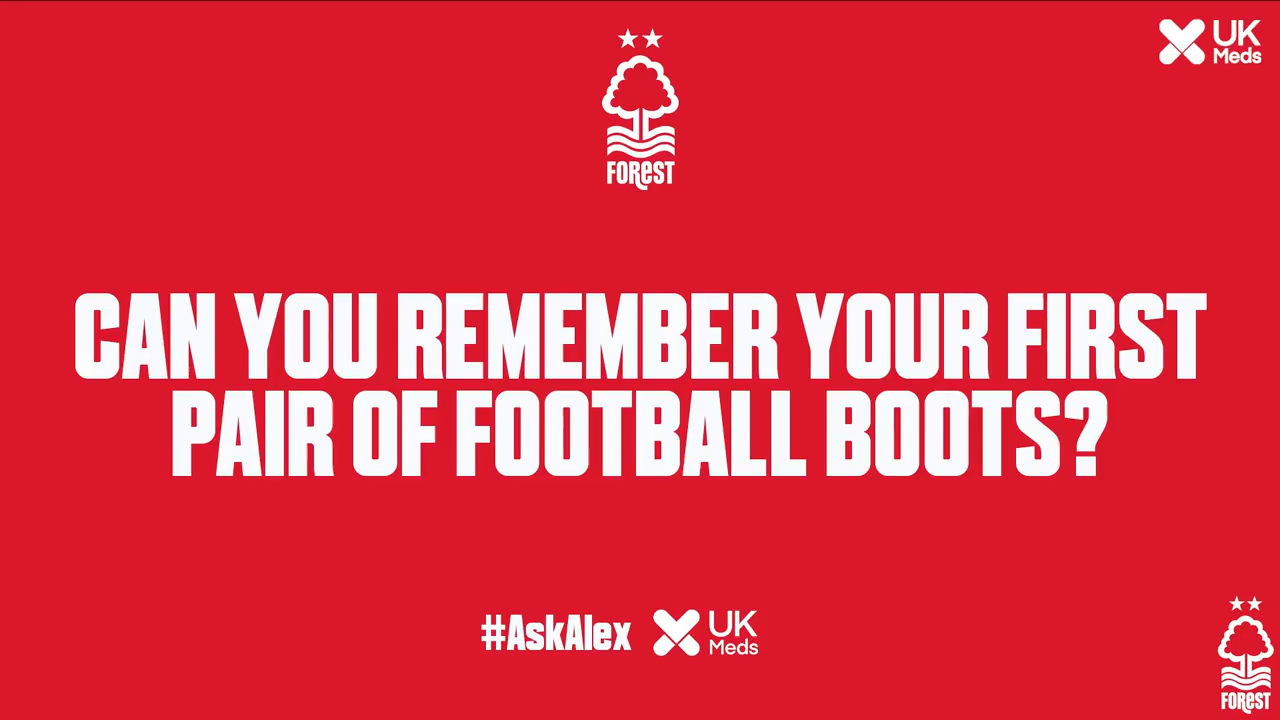 UK
Meds
FOREST
CAN YOU REMEMBER YOUR FIRST
PAIR OF FOOTBALL BOOTS?
#AskAlex
UK
Meds
FOREST